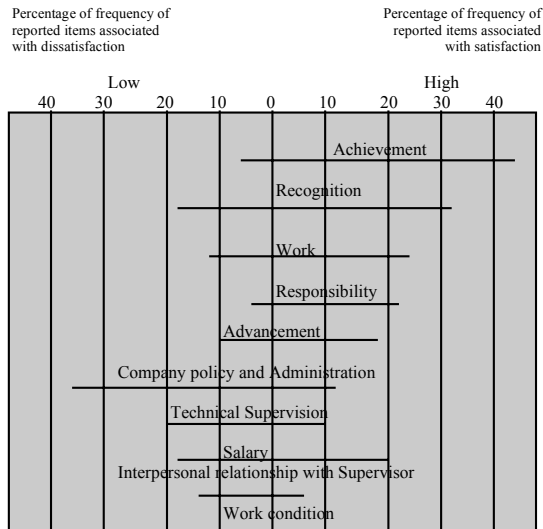 Percentage of frequency of
reported items associated
with dissatisfaction
Percentage of frequency of
reported items associated
with satisfaction
Low High
40 30 20 10 0 10 20 30 40
Achievement
Recognition
Work
Responsibility
Advancement
Company policy and Administration
Technical Supervision
Salary
Interpersonal relationship with Supervisor
Work condition